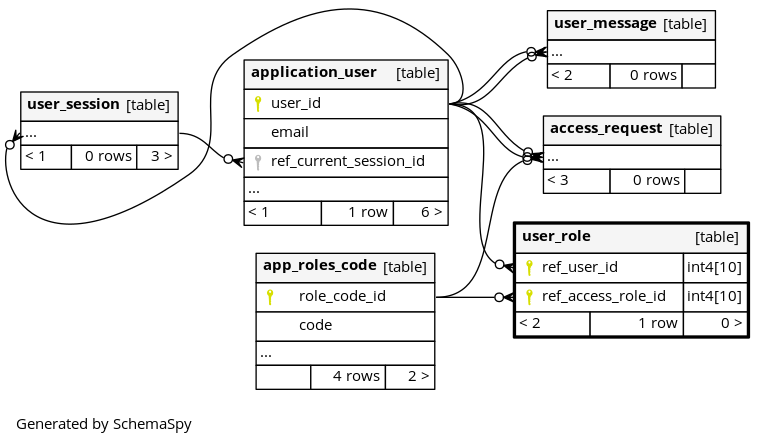 user_message [table]
...
< 2 0 rows
application_user [table]
user_id
email
ref_current_session_id
...
< 1 1 row 6 >
user_session [table]
...
< 1 0 rows 3 >
access_request [table]
...
< 3 0 rows
user_role [table]
ref_user_id int4[10]
ref_access_role_id int4[10]
< 2 1 row 0 >
app_roles_code [table]
role_code_id
code
...
4 rows 2 >
Generated by SchemaSpy